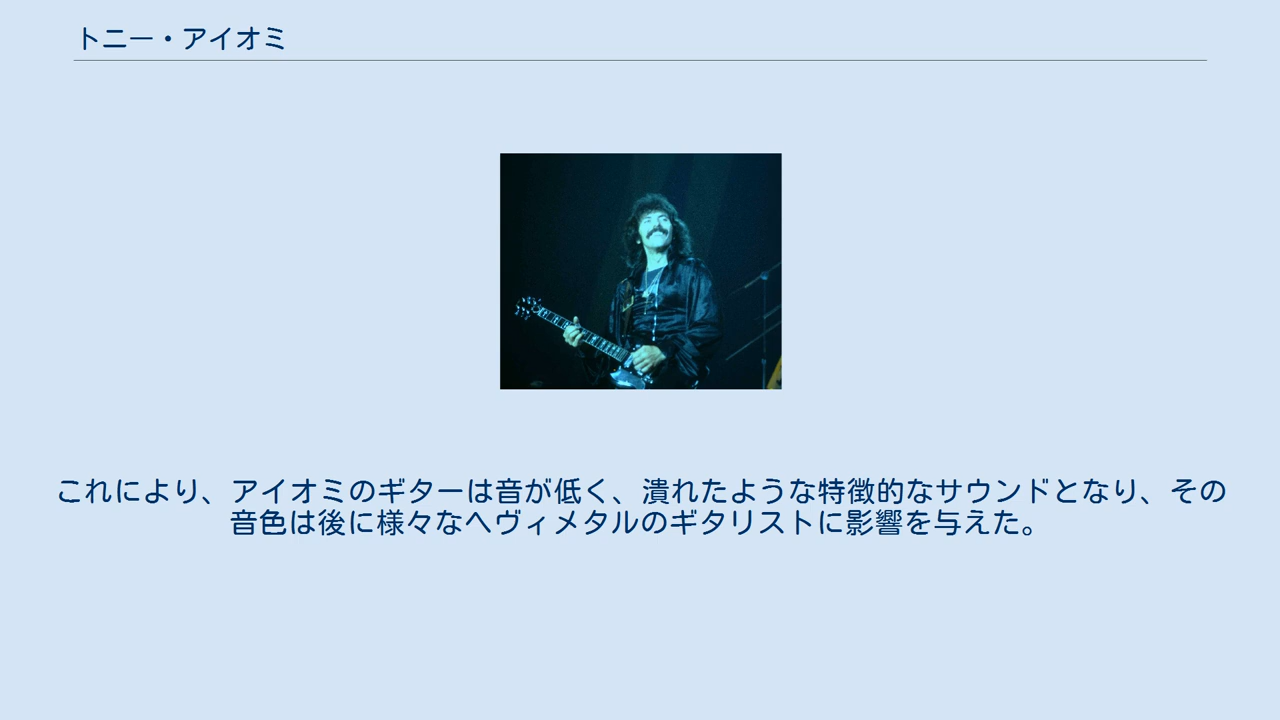 トニー・アイオミ
これにより、アイオミのギターは音が低く、潰れたような特徴的なサウンドとなり、その
音色は後に様々なヘヴィメタルのギタリストに影響を与えた。